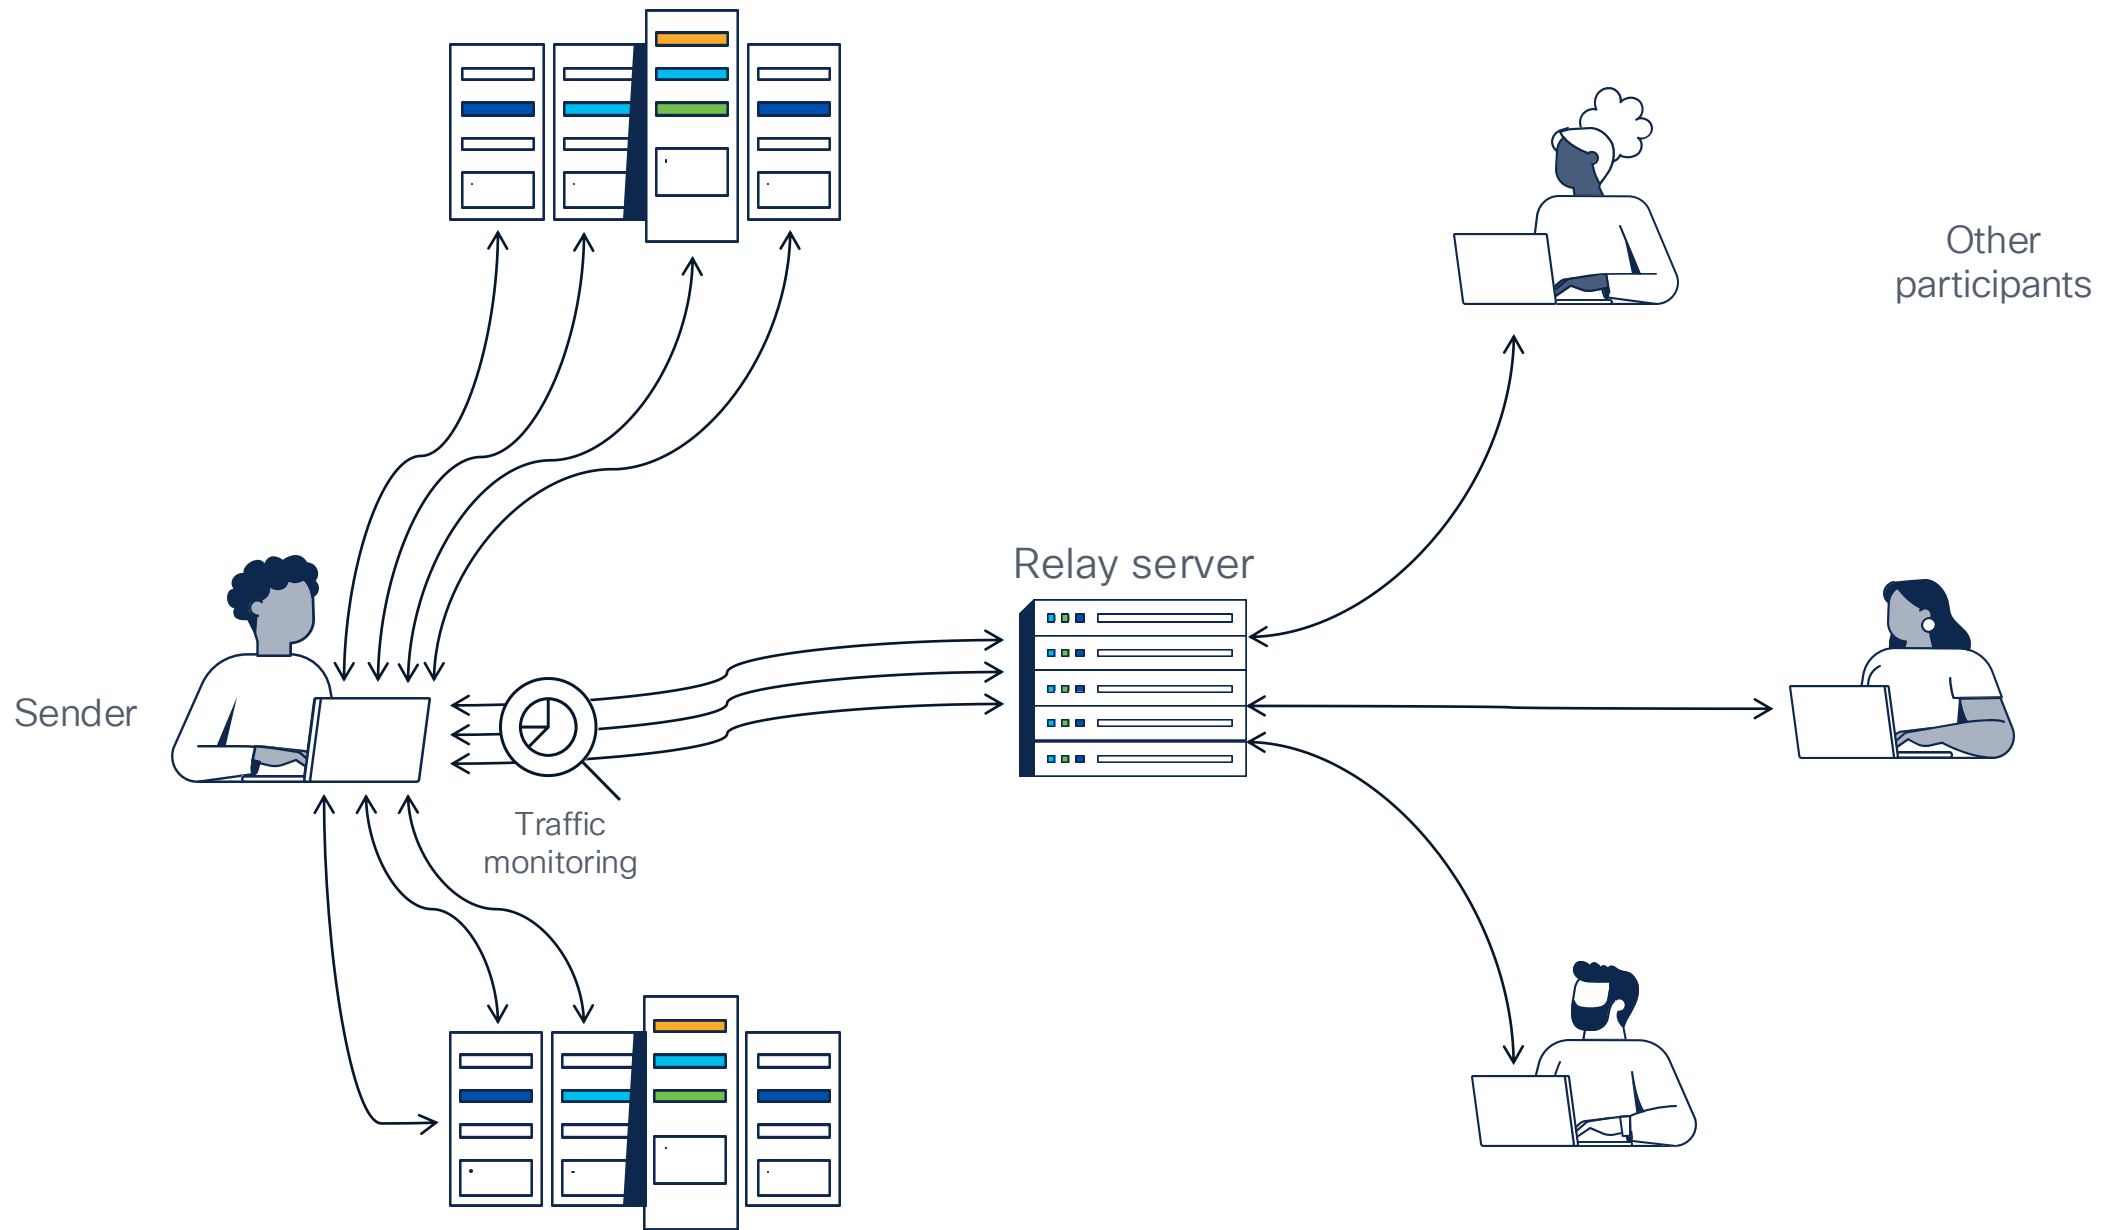 Other
participants
Relay server
Sender
Traffic
monitoring